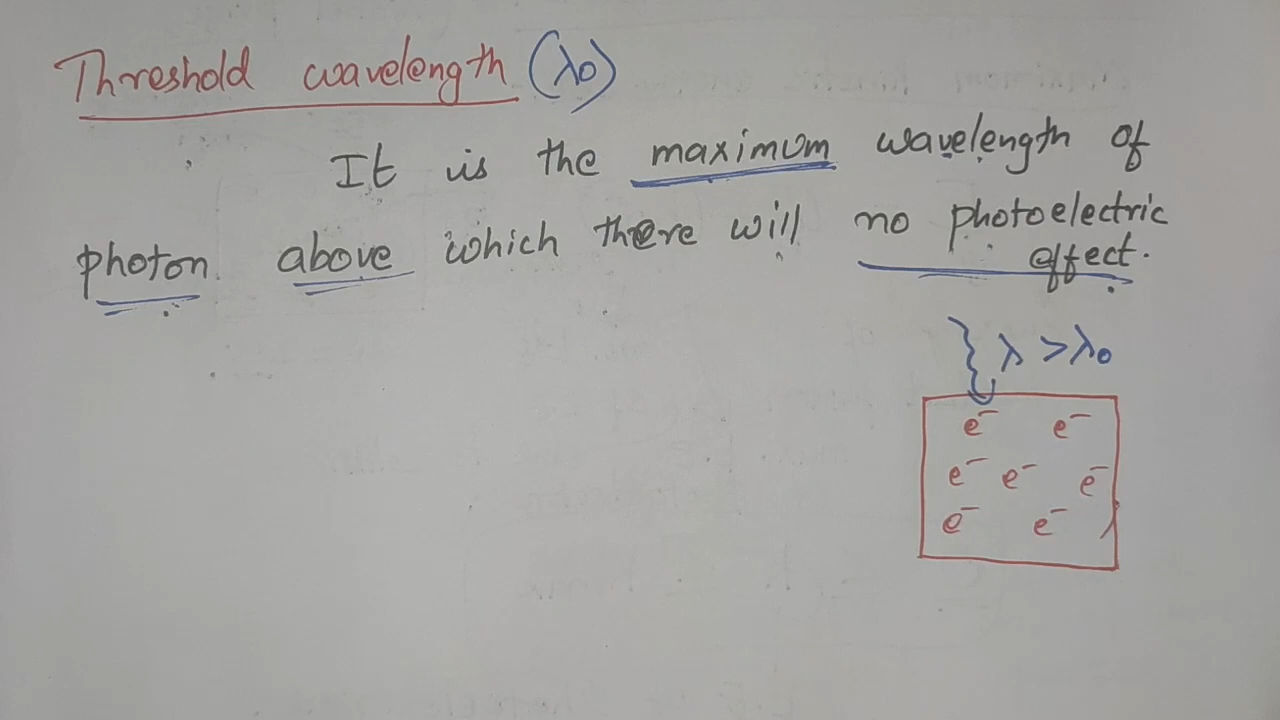 Threshold wavelength (λ0)
It is the maximum wavelength of
photon above which there will no photoelectric
effect.
λ > λ0
e⁻ e⁻
e⁻ e⁻ e⁻
e⁻ e⁻